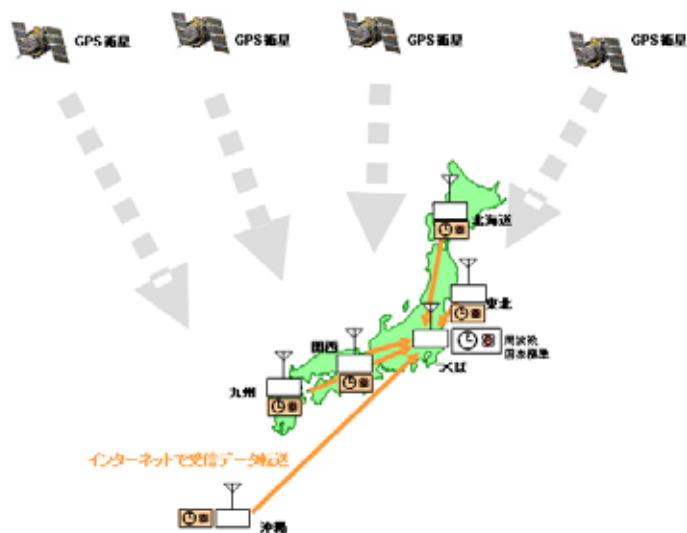 GPS衛星
GPS衛星
GPS衛星
GPS衛星
北海道
東北
周波数
国家標準
つくば
関西
九州
インターネットで受信データ転送
沖縄